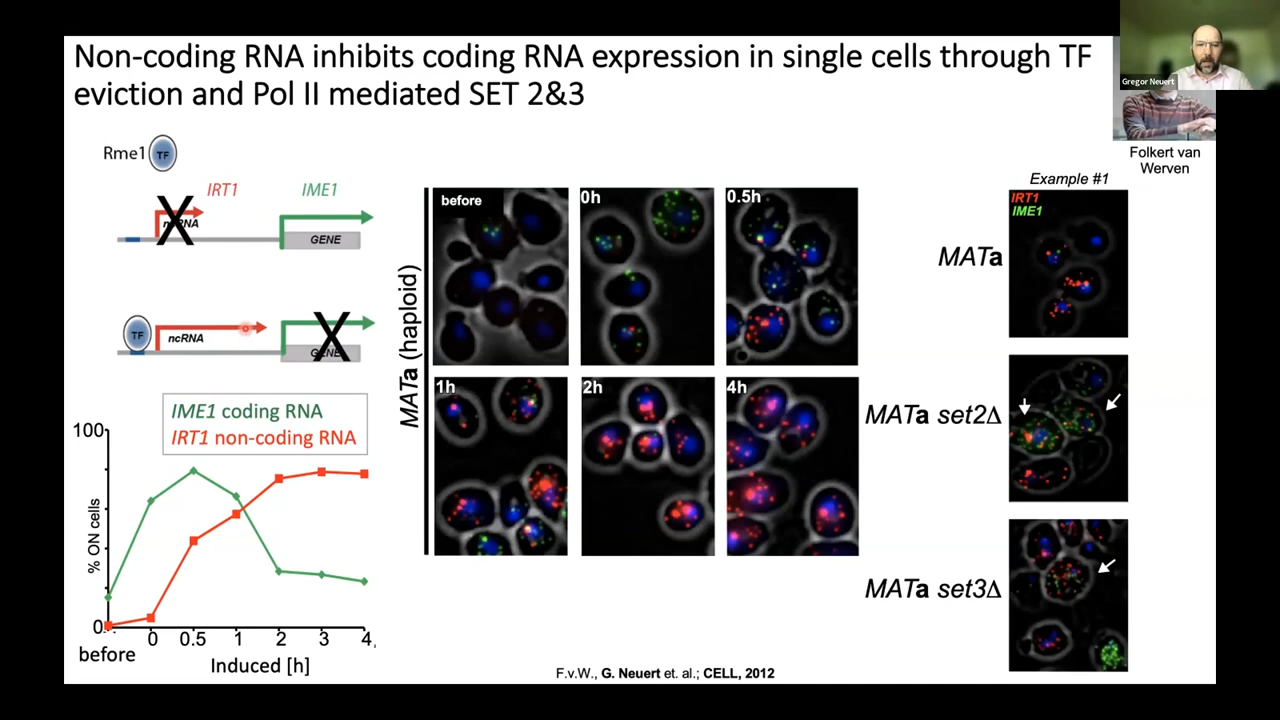 Non-coding RNA inhibits coding RNA expression in single cells through TF
eviction and Pol II mediated SET 2&3
Gregor Neuert
Folkert van
Werven
Rme1
TF
IRT1
IME1
GENE
TF
ncRNA
GENE
IME1 coding RNA
IRT1 non-coding RNA
100
% ON cells
0
before
0
0.5
1
2
3
4
Induced [h]
MATa (haploid)
before
0h
0.5h
1h
2h
4h
Example #1
IRT1
IME1
MATa
MATa set2Δ
MATa set3Δ
F.v.W., G. Neuert et. al.; CELL, 2012